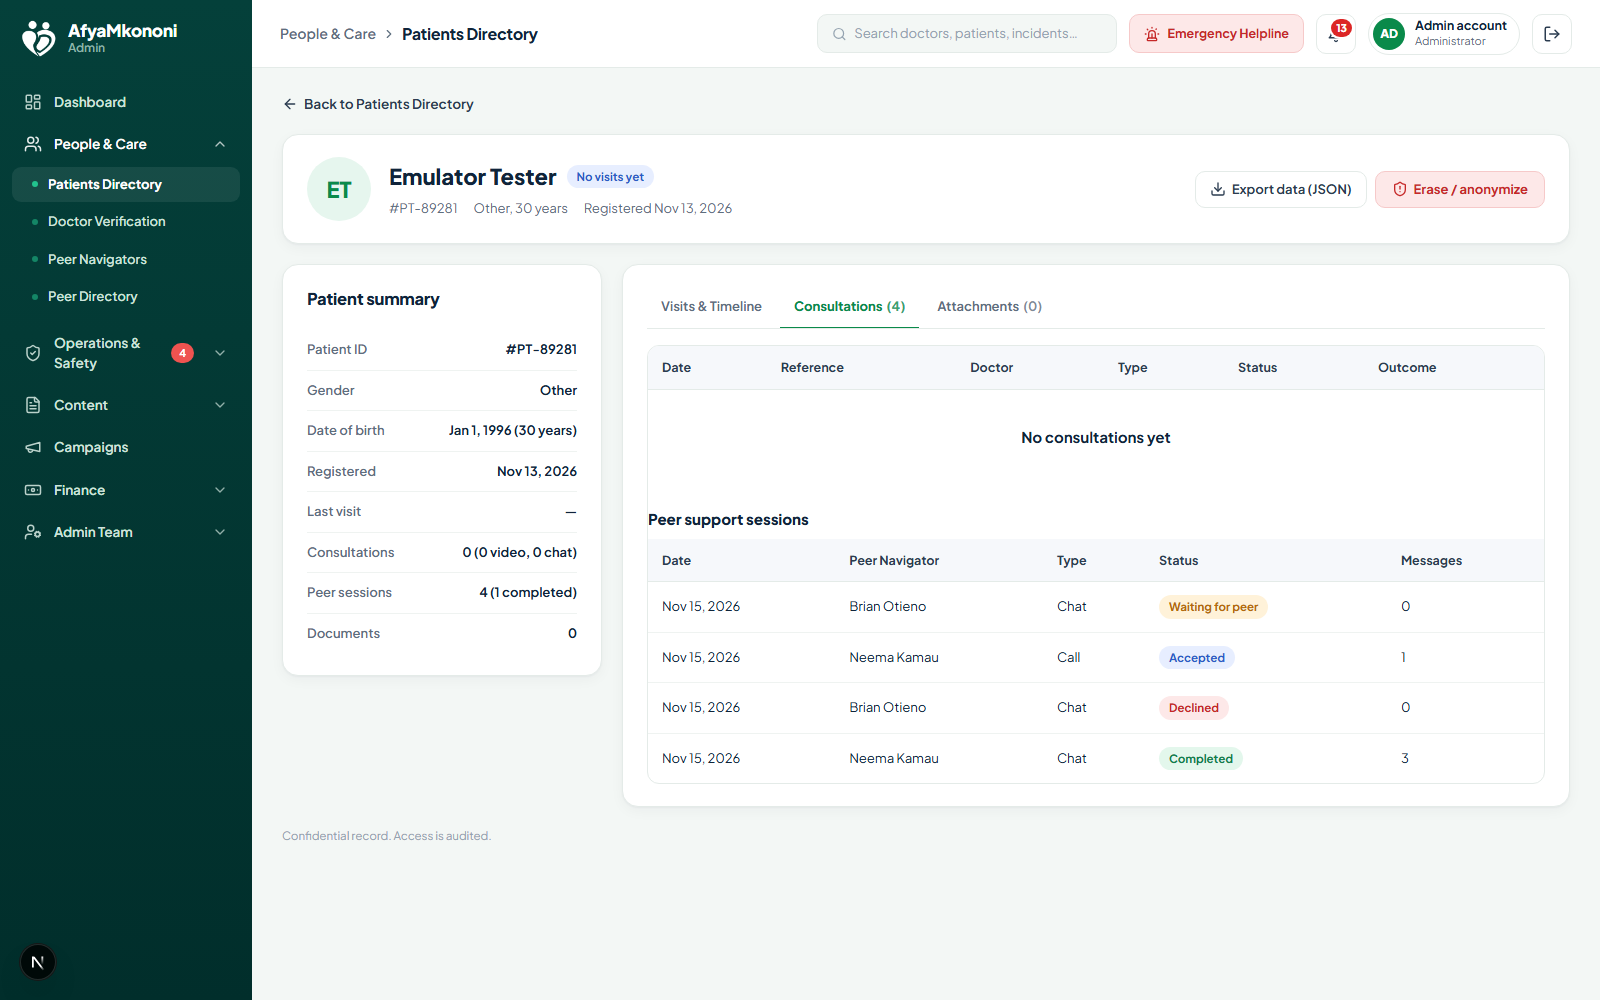 AfyaMkononi
Admin
Dashboard
People & Care
Patients Directory
Doctor Verification
Peer Navigators
Peer Directory
Operations & Safety 4
Content
Campaigns
Finance
Admin Team
N
People & Care > Patients Directory
Search doctors, patients, incidents...
Emergency Helpline
13
AD
Admin account
Administrator
Back to Patients Directory
ET
Emulator Tester No visits yet
#PT-89281 Other, 30 years Registered Nov 13, 2026
Export data (JSON)
Erase / anonymize
Patient summary
Patient ID #PT-89281
Gender Other
Date of birth Jan 1, 1996 (30 years)
Registered Nov 13, 2026
Last visit —
Consultations 0 (0 video, 0 chat)
Peer sessions 4 (1 completed)
Documents 0
Visits & Timeline Consultations (4) Attachments (0)
Date Reference Doctor Type Status Outcome
No consultations yet
Peer support sessions
Date Peer Navigator Type Status Messages
Nov 15, 2026 Brian Otieno Chat Waiting for peer 0
Nov 15, 2026 Neema Kamau Call Accepted 1
Nov 15, 2026 Brian Otieno Chat Declined 0
Nov 15, 2026 Neema Kamau Chat Completed 3
Confidential record. Access is audited.